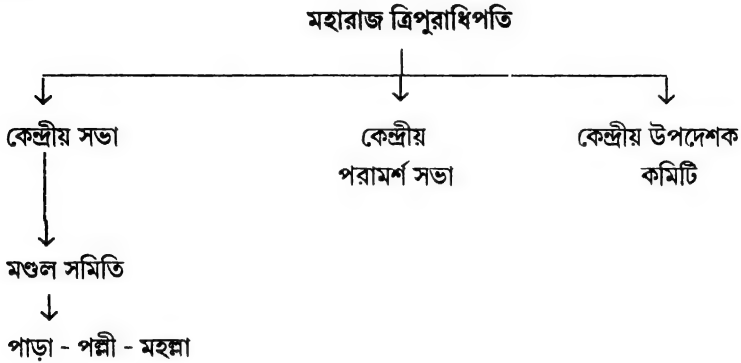 মহারাজ ত্রিপুরাধিপতি
কেন্দ্রীয় সভা
কেন্দ্রীয়
পরামর্শ সভা
কেন্দ্রীয় উপদেশক
কমিটি
মণ্ডল সমিতি
পাড়া - পল্লী - মহল্লা